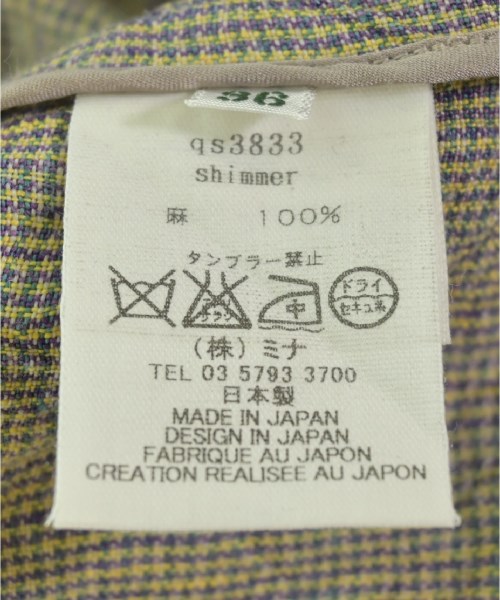 36
qs3833
shimmer
麻 100%
タンブラー禁止
中
ドライ
セキユ系
(株) ミナ
TEL 03 5793 3700
日本製
MADE IN JAPAN
DESIGN IN JAPAN
FABRIQUE AU JAPON
CREATION REALISEE AU JAPON